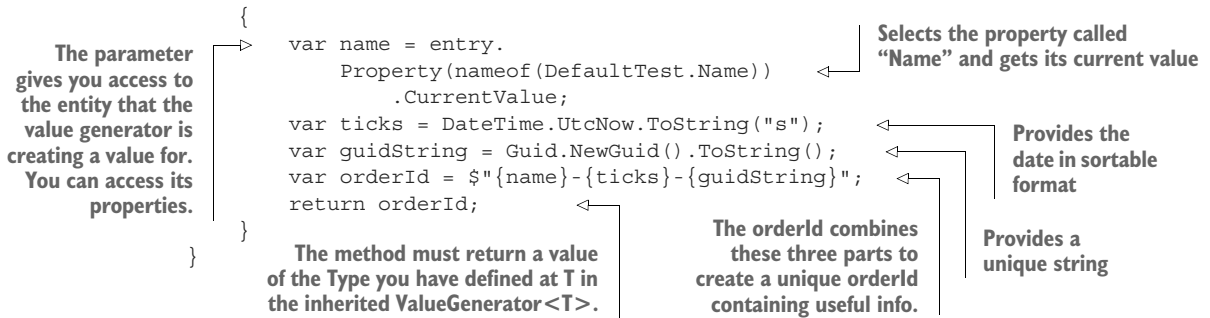 {
The parameter
gives you access to
the entity that the
value generator is
creating a value for.
You can access its
properties.
var name = entry.
Property(nameof(DefaultTest.Name))
.CurrentValue;
Selects the property called
“Name” and gets its current value
var ticks = DateTime.UtcNow.ToString("s");
var guidString = Guid.NewGuid().ToString();
var orderId = $"{name}-{ticks}-{guidString}";
return orderId;
Provides the
date in sortable
format
}
}
The method must return a value
of the Type you have defined at T in
the inherited ValueGenerator<T>.
The orderId combines
these three parts to
create a unique orderId
containing useful info.
Provides a
unique string